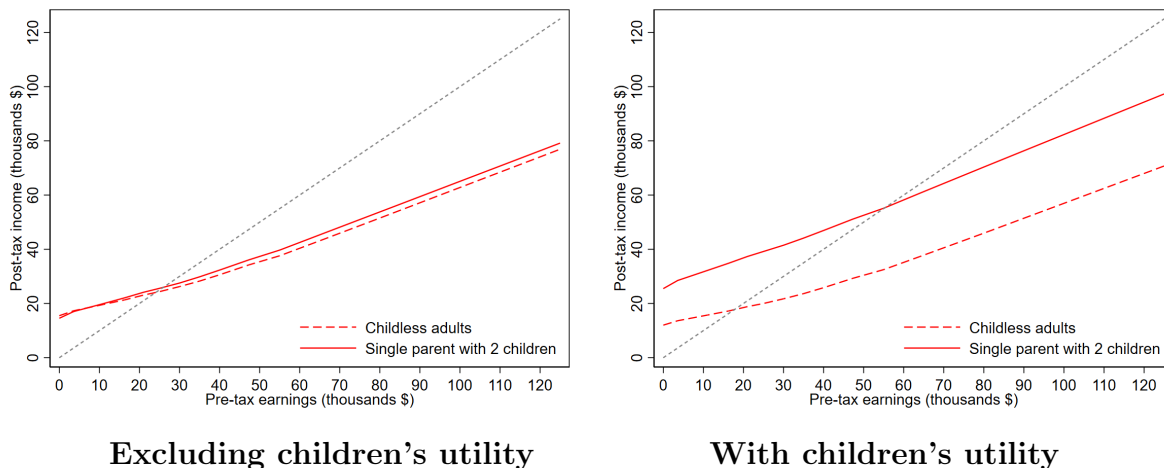 Post-tax income (thousands $)
120
100
80
60
40
20
0
Childless adults
Single parent with 2 children
0 10 20 30 40 50 60 70 80 90 100 110 120
Pre-tax earnings (thousands $)
Excluding children's utility
Post-tax income (thousands $)
120
100
80
60
40
20
0
Childless adults
Single parent with 2 children
0 10 20 30 40 50 60 70 80 90 100 110 120
Pre-tax earnings (thousands $)
With children's utility